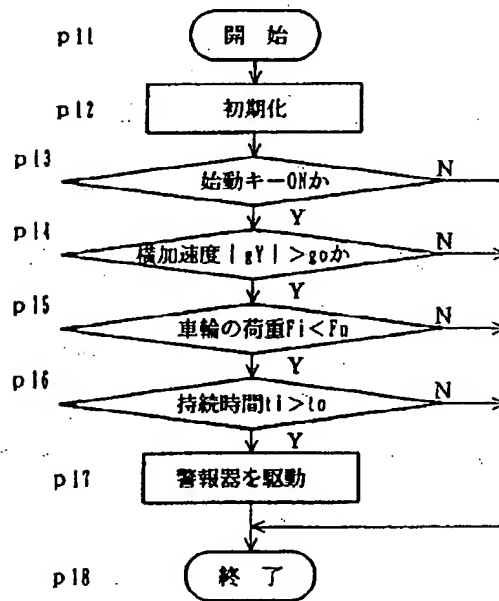 p11 開 始
p12 初期化
p13 始動キーONか N
Y
p14 横加速度|gY|>goか N
Y
p15 車輪の荷重Fi<Fo N
Y
p16 持続時間ti>to N
Y
p17 警報器を駆動
p18 終 了